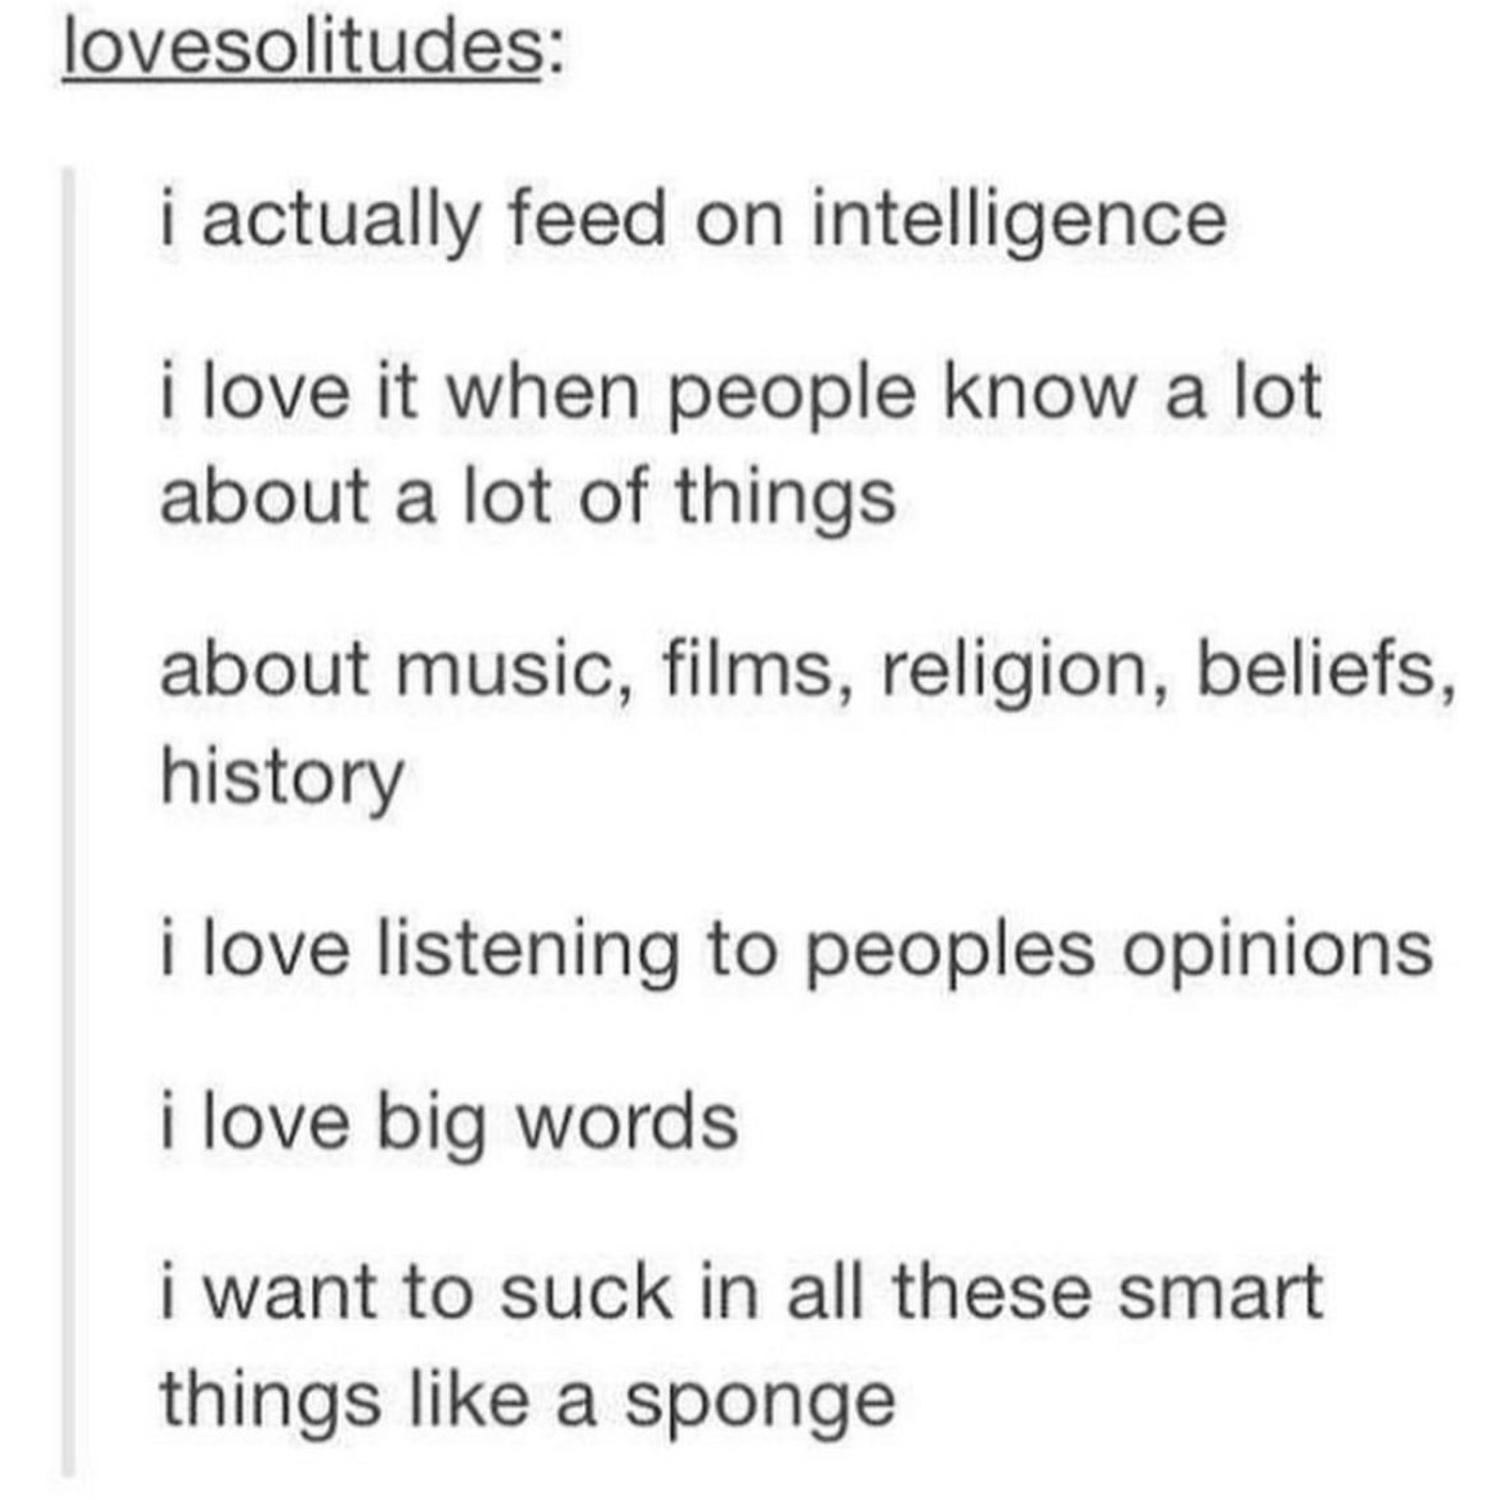 lovesolitudes:
i actually feed on intelligence
i love it when people know a lot
about a lot of things
about music, films, religion, beliefs,
history
i love listening to peoples opinions
i love big words
i want to suck in all these smart
things like a sponge